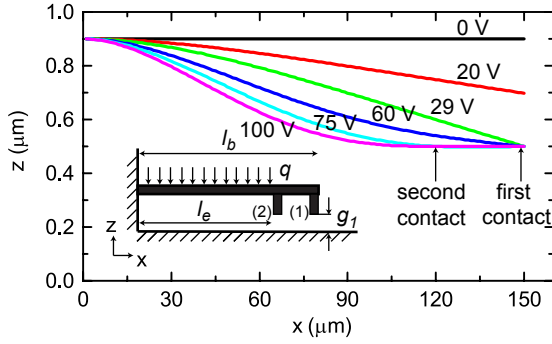 1.0
0.8
0.6
0.4
0.2
0.0
z (μm)
0 V
20 V
29 V
60 V
75 V
100 V
l_b
q
l_e
(2)
(1)
g_1
z
x
second
contact
first
contact
0
30
60
90
120
150
x (μm)